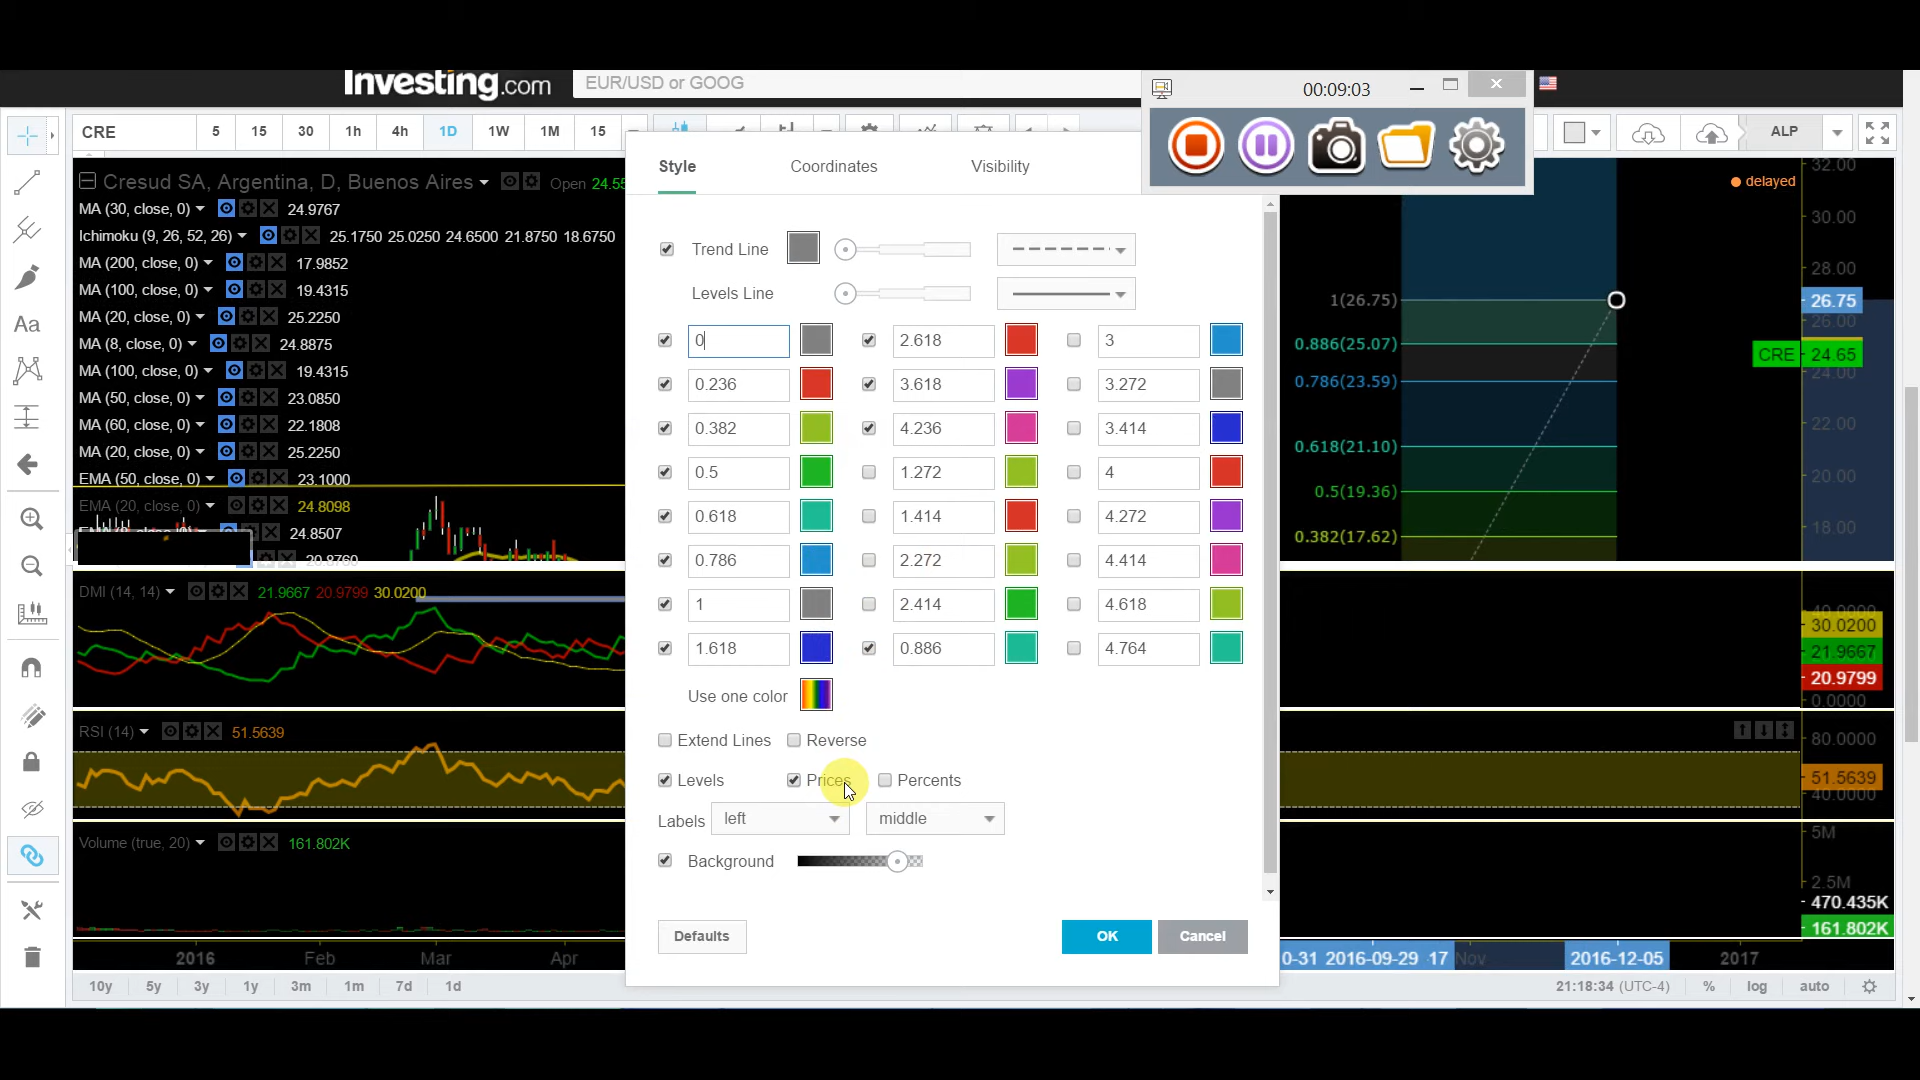 Investing.com
EUR/USD or GOOG
00:09:03
CRE
5
15
30
1h
4h
1D
1W
1M
15
ALP
Cresud SA, Argentina, D, Buenos Aires
Open 24.55
MA (30, close, 0) 24.9767
Ichimoku (9, 26, 52, 26) 25.1750 25.0250 24.6500 21.8750 18.6750
MA (200, close, 0) 17.9852
MA (100, close, 0) 19.4315
MA (20, close, 0) 25.2250
MA (8, close, 0) 24.8875
MA (100, close, 0) 19.4315
MA (50, close, 0) 23.0850
MA (60, close, 0) 22.1808
MA (20, close, 0) 25.2250
EMA (50, close, 0) 23.1000
EMA (20, close, 0) 24.8098
24.8507
20.8760
DMI (14, 14) 21.9667 20.9799 30.0200
RSI (14) 51.5639
Volume (true, 20) 161.802K
2016
Feb
Mar
Apr
10y
5y
3y
1y
3m
1m
7d
1d
Style
Coordinates
Visibility
Trend Line
Levels Line
0 2.618 3
0.236 3.618 3.272
0.382 4.236 3.414
0.5 1.272 4
0.618 1.414 4.272
0.786 2.272 4.414
1 2.414 4.618
1.618 0.886 4.764
Use one color
Extend Lines Reverse
Levels Prices Percents
Labels left middle
Background
Defaults
OK
Cancel
delayed
1(26.75)
0.886(25.07)
0.786(23.59)
0.618(21.10)
0.5(19.36)
0.382(17.62)
32.00
30.00
28.00
26.75
26.00
CRE 24.65
24.00
22.00
20.00
18.00
40.0000
30.0200
21.9667
20.9799
0.0000
80.0000
51.5639
40.0000
5M
2.5M
470.435K
161.802K
0-31 2016-09-29 17
Nov
2016-12-05
2017
21:18:34 (UTC-4)
%
log
auto
Aa